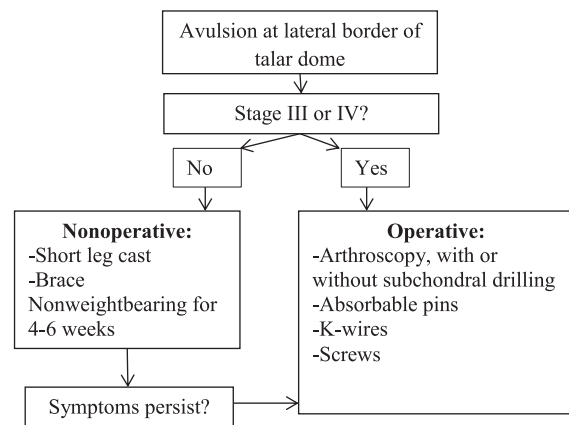 Avulsion at lateral border of
talar dome
Stage III or IV?
No
Yes
Nonoperative:
-Short leg cast
-Brace
Nonweightbearing for
4-6 weeks
Operative:
-Arthroscopy, with or
without subchondral drilling
-Absorbable pins
-K-wires
-Screws
Symptoms persist?